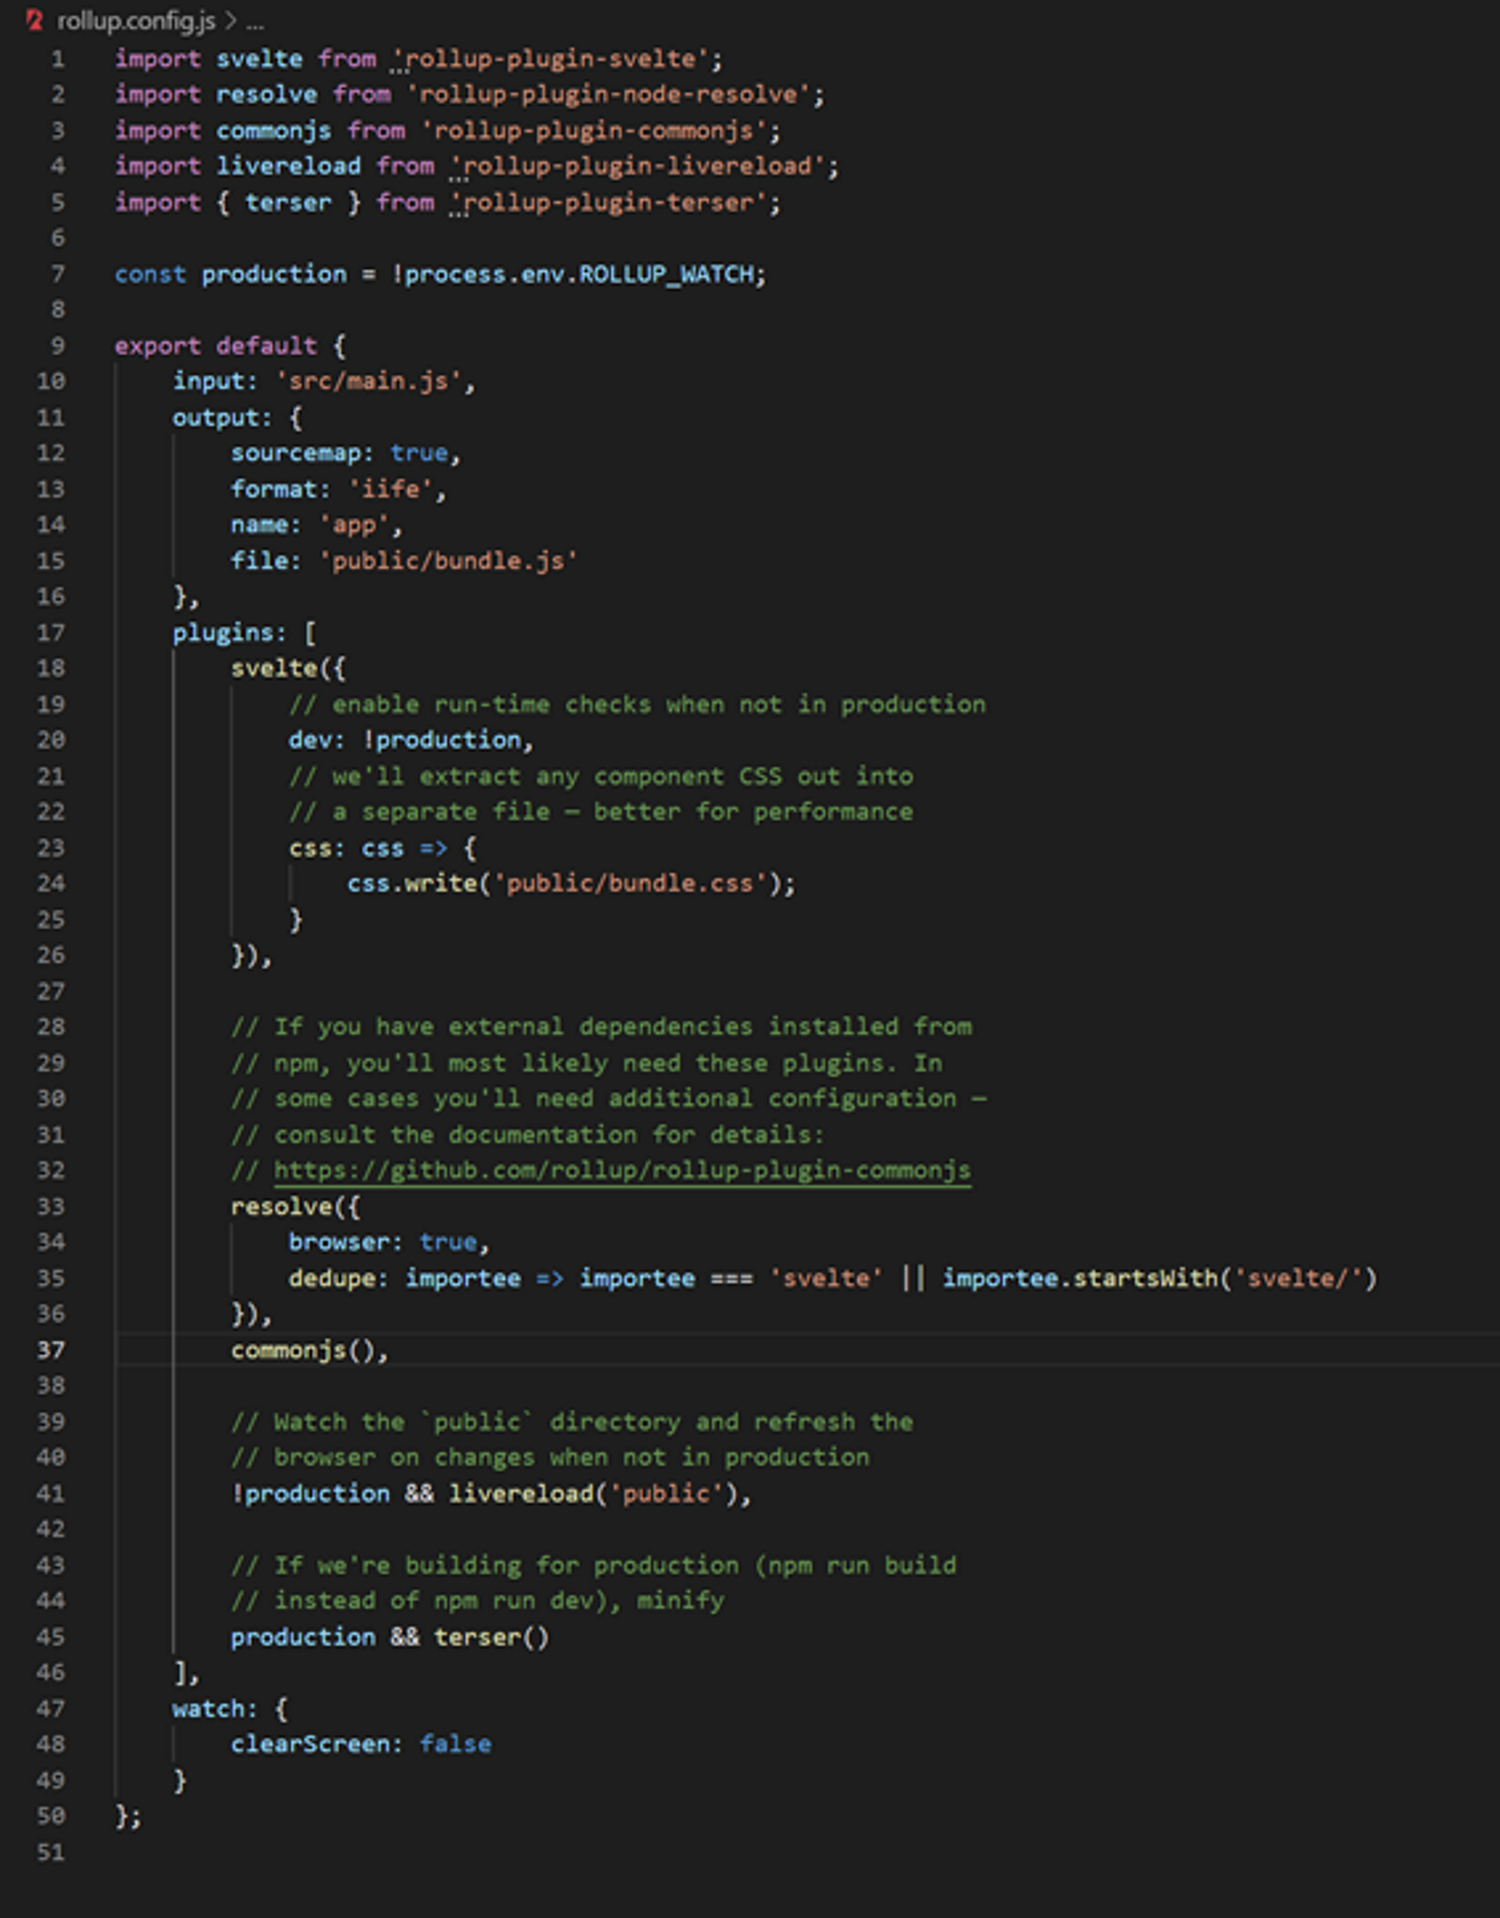 rollup.config.js > ...
1 import svelte from 'rollup-plugin-svelte';
2 import resolve from 'rollup-plugin-node-resolve';
3 import commonjs from 'rollup-plugin-commonjs';
4 import livereload from 'rollup-plugin-livereload';
5 import { terser } from 'rollup-plugin-terser';
6
7 const production = !process.env.ROLLUP_WATCH;
8
9 export default {
10     input: 'src/main.js',
11     output: {
12         sourcemap: true,
13         format: 'iife',
14         name: 'app',
15         file: 'public/bundle.js'
16     },
17     plugins: [
18         svelte({
19             // enable run-time checks when not in production
20             dev: !production,
21             // we'll extract any component CSS out into
22             // a separate file — better for performance
23             css: css => {
24                 css.write('public/bundle.css');
25             }
26         }),
27
28         // If you have external dependencies installed from
29         // npm, you'll most likely need these plugins. In
30         // some cases you'll need additional configuration —
31         // consult the documentation for details:
32         // https://github.com/rollup/rollup-plugin-commonjs
33         resolve({
34             browser: true,
35             dedupe: importee => importee === 'svelte' || importee.startsWith('svelte/')
36         }),
37         commonjs(),
38
39         // Watch the `public` directory and refresh the
40         // browser on changes when not in production
41         !production && livereload('public'),
42
43         // If we're building for production (npm run build
44         // instead of npm run dev), minify
45         production && terser()
46     ],
47     watch: {
48         clearScreen: false
49     }
50 };
51